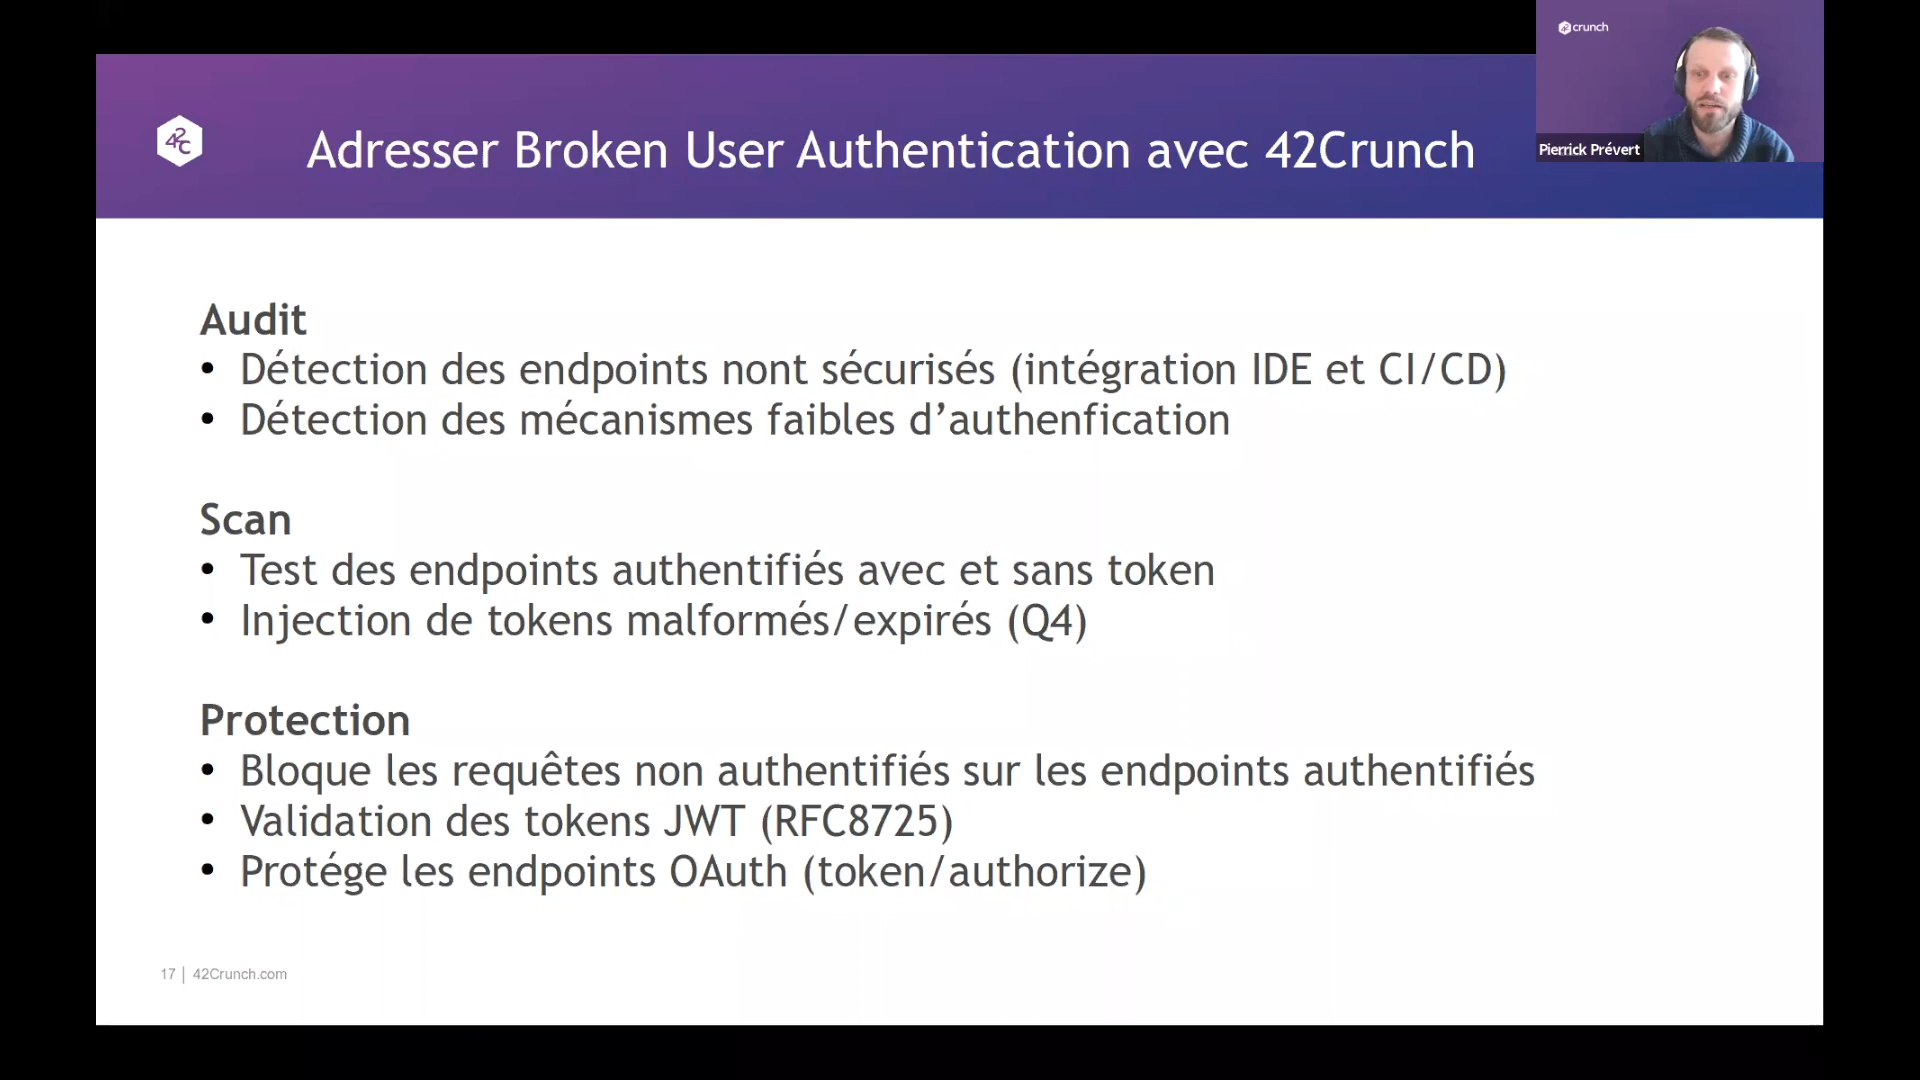 crunch
Pierrick Prévert
42c
Adresser Broken User Authentication avec 42Crunch
Audit
• Détection des endpoints nont sécurisés (intégration IDE et CI/CD)
• Détection des mécanismes faibles d’authenfication
Scan
• Test des endpoints authentifiés avec et sans token
• Injection de tokens malformés/expirés (Q4)
Protection
• Bloque les requêtes non authentifiés sur les endpoints authentifiés
• Validation des tokens JWT (RFC8725)
• Protége les endpoints OAuth (token/authorize)
17 | 42Crunch.com